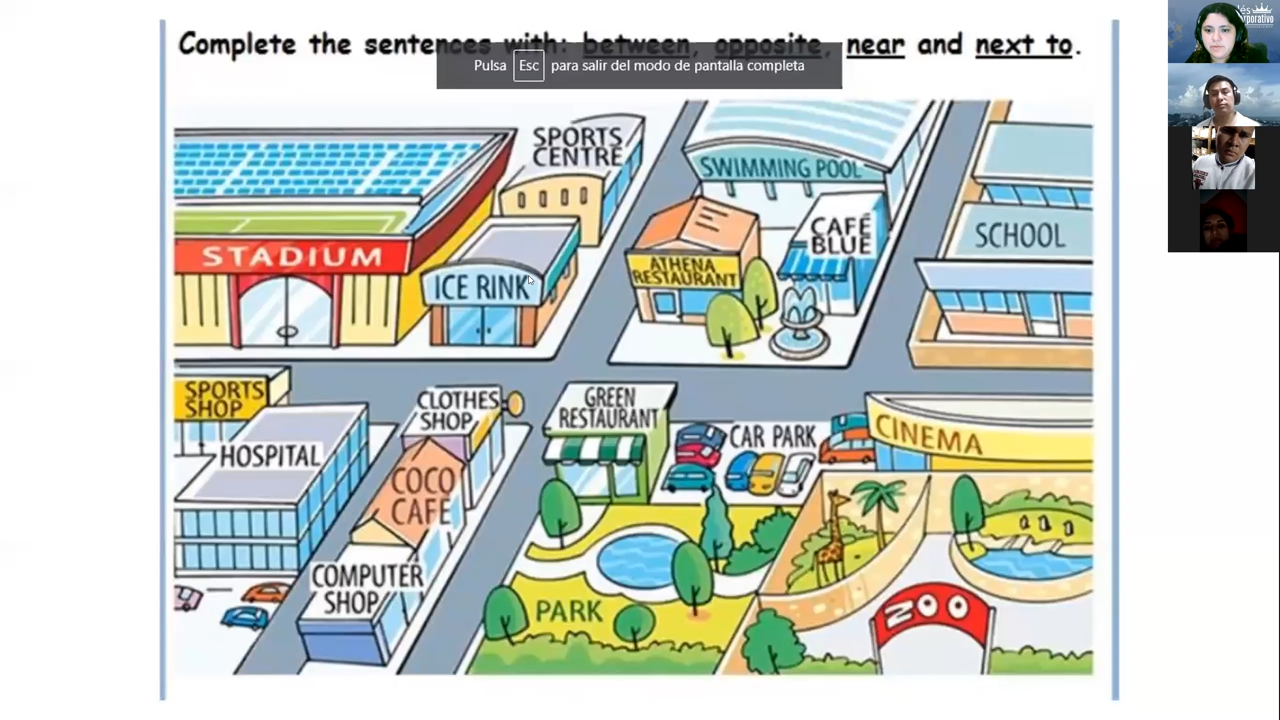 Complete the sentences with: between, opposite, near and next to.
Pulsa Esc para salir del modo de pantalla completa
SPORTS
CENTRE
SWIMMING POOL
STADIUM
ICE RINK
ATHENA
RESTAURANT
CAFÉ
BLUE
SCHOOL
SPORTS
SHOP
CLOTHES
SHOP
GREEN
RESTAURANT
CAR PARK
CINEMA
HOSPITAL
COCO
CAFÉ
COMPUTER
SHOP
PARK
ZOO